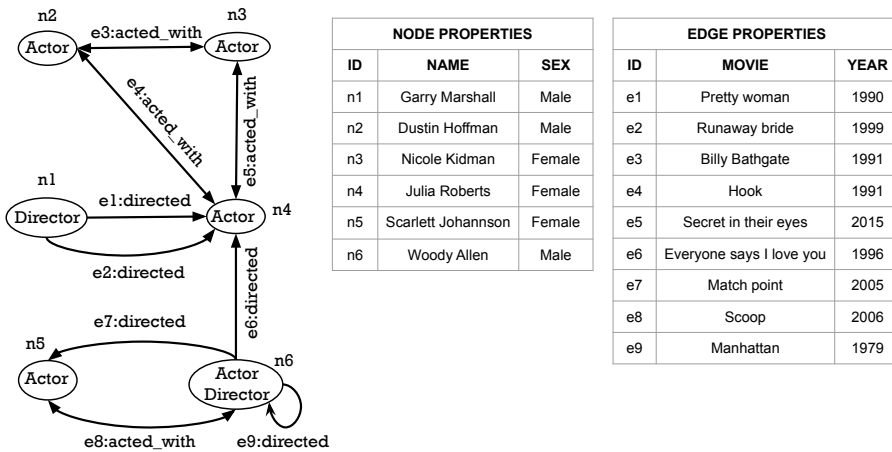 n2
n3
Actor
e3:acted_with
Actor
e4:acted_with
e5:acted_with
n1
Director
e1:directed
Actor
n4
e2:directed
e6:directed
e7:directed
n5
n6
Actor
Actor
Director
e8:acted_with
e9:directed
NODE PROPERTIES
ID NAME SEX
n1 Garry Marshall Male
n2 Dustin Hoffman Male
n3 Nicole Kidman Female
n4 Julia Roberts Female
n5 Scarlett Johannson Female
n6 Woody Allen Male
EDGE PROPERTIES
ID MOVIE YEAR
e1 Pretty woman 1990
e2 Runaway bride 1999
e3 Billy Bathgate 1991
e4 Hook 1991
e5 Secret in their eyes 2015
e6 Everyone says I love you 1996
e7 Match point 2005
e8 Scoop 2006
e9 Manhattan 1979